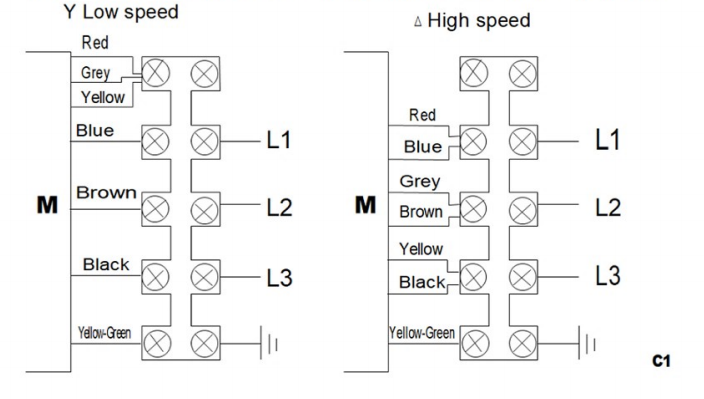 Y Low speed
Red
Grey
Yellow
Blue
L1
Brown
M
L2
Black
L3
Yellow-Green
Δ High speed
Red
Blue
L1
Grey
M
Brown
L2
Yellow
Black
L3
Yellow-Green
C1